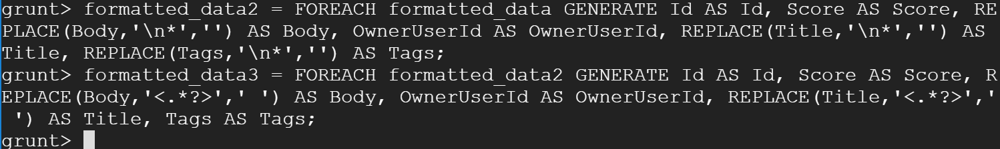 grunt> formatted_data2 = FOREACH formatted_data GENERATE Id AS Id, Score AS Score, RE
PLACE(Body,'\n*','') AS Body, OwnerUserId AS OwnerUserId, REPLACE(Title,'\n*','') AS 
Title, REPLACE(Tags,'\n*','') AS Tags;
grunt> formatted_data3 = FOREACH formatted_data2 GENERATE Id AS Id, Score AS Score, R
EPLACE(Body,'<.*?>',' ') AS Body, OwnerUserId AS OwnerUserId, REPLACE(Title,'<.*?>','
 ') AS Title, Tags AS Tags;
grunt>